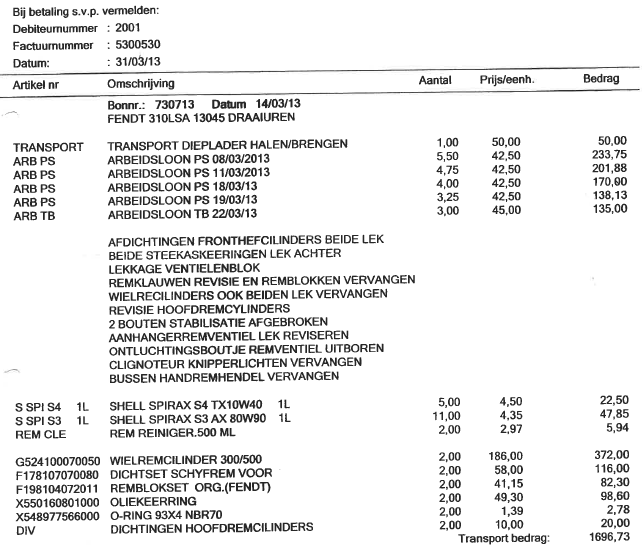 Bij betaling s.v.p. vermelden:
Debiteurnummer : 2001
Factuurnummer : 5300530
Datum: : 31/03/13
Artikel nr Omschrijving Aantal Prijs/eenh. Bedrag
Bonnr.: 730713 Datum 14/03/13
FENDT 310LSA 13045 DRAAIUREN
TRANSPORT TRANSPORT DIEPLADER HALEN/BRENGEN 1,00 50,00 50,00
ARB PS ARBEIDSLOON PS 08/03/2013 5,50 42,50 233,75
ARB PS ARBEIDSLOON PS 11/03/2013 4,75 42,50 201,88
ARB PS ARBEIDSLOON PS 18/03/13 4,00 42,50 170,00
ARB PS ARBEIDSLOON PS 19/03/13 3,25 42,50 138,13
ARB TB ARBEIDSLOON TB 22/03/13 3,00 45,00 135,00
AFDICHTINGEN FRONTHEFCILINDERS BEIDE LEK
BEIDE STEEKASKEERINGEN LEK ACHTER
LEKKAGE VENTIELENBLOK
REMKLAUWEN REVISIE EN REMBLOKKEN VERVANGEN
WIELRECILINDERS OOK BEIDEN LEK VERVANGEN
REVISIE HOOFDREMCYLINDERS
2 BOUTEN STABILISATIE AFGEBROKEN
AANHANGERREMVENTIEL LEK REVISEREN
ONTLUCHTINGSBOUTJE REMVENTIEL UITBOREN
CLIGNOTEUR KNIPPERLICHTEN VERVANGEN
BUSSEN HANDREMHENDEL VERVANGEN
S SPI S4 1L SHELL SPIRAX S4 TX10W40 1L 5,00 4,50 22,50
S SPI S3 1L SHELL SPIRAX S3 AX 80W90 1L 11,00 4,35 47,85
REM CLE REM REINIGER.500 ML 2,00 2,97 5,94
G524100070050 WIELREMCILINDER 300/500 2,00 186,00 372,00
F178107070080 DICHTSET SCHYFREM VOOR 2,00 58,00 116,00
F198104072011 REMBLOKSET ORG.(FENDT) 2,00 41,15 82,30
X550160801000 OLIEKEERRING 2,00 49,30 98,60
X548977566000 O-RING 93X4 NBR70 2,00 1,39 2,78
DIV DICHTINGEN HOOFDREMCILINDERS 2,00 10,00 20,00
Transport bedrag: 1696,73